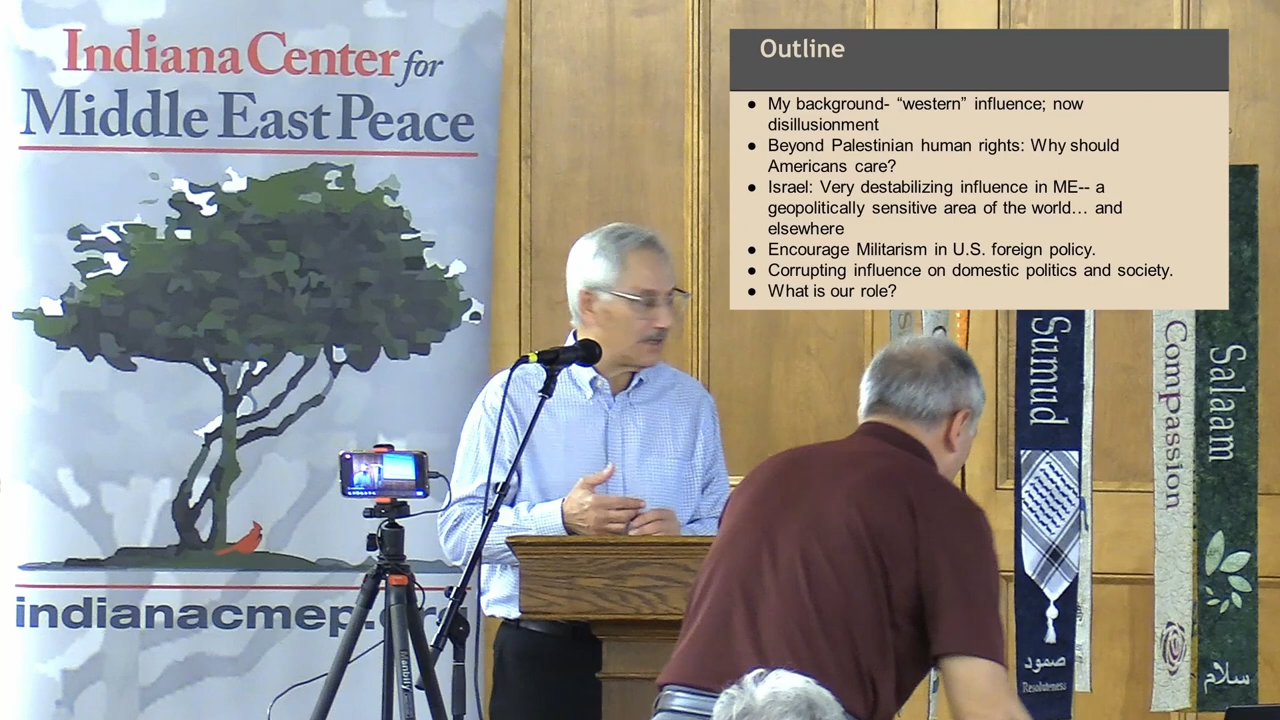 Indiana Center for
Middle East Peace
indianacmep.org
Outline
● My background- “western” influence; now
disillusionment
● Beyond Palestinian human rights: Why should
Americans care?
● Israel: Very destabilizing influence in ME-- a
geopolitically sensitive area of the world… and
elsewhere
● Encourage Militarism in U.S. foreign policy.
● Corrupting influence on domestic politics and society.
● What is our role?
Sumud
صمود
Resoluteness
Compassion
Salaam
سلام
Manbily